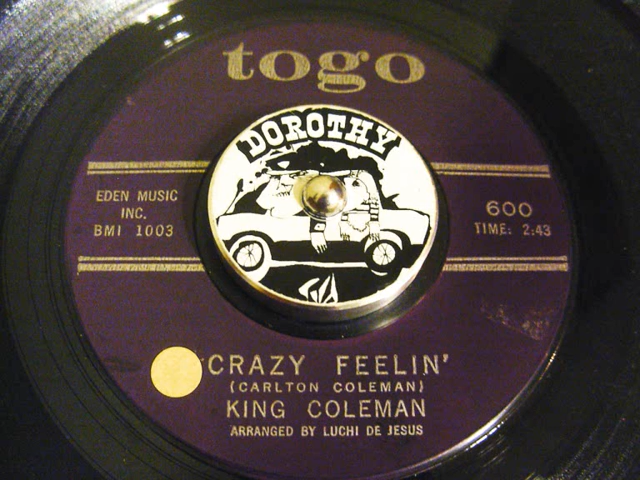 togo
DOROTHY
EDEN MUSIC
INC.
BMI 1003
600
TIME: 2:43
CRAZY FEELIN'
(CARLTON COLEMAN)
KING COLEMAN
ARRANGED BY LUCHI DE JESUS